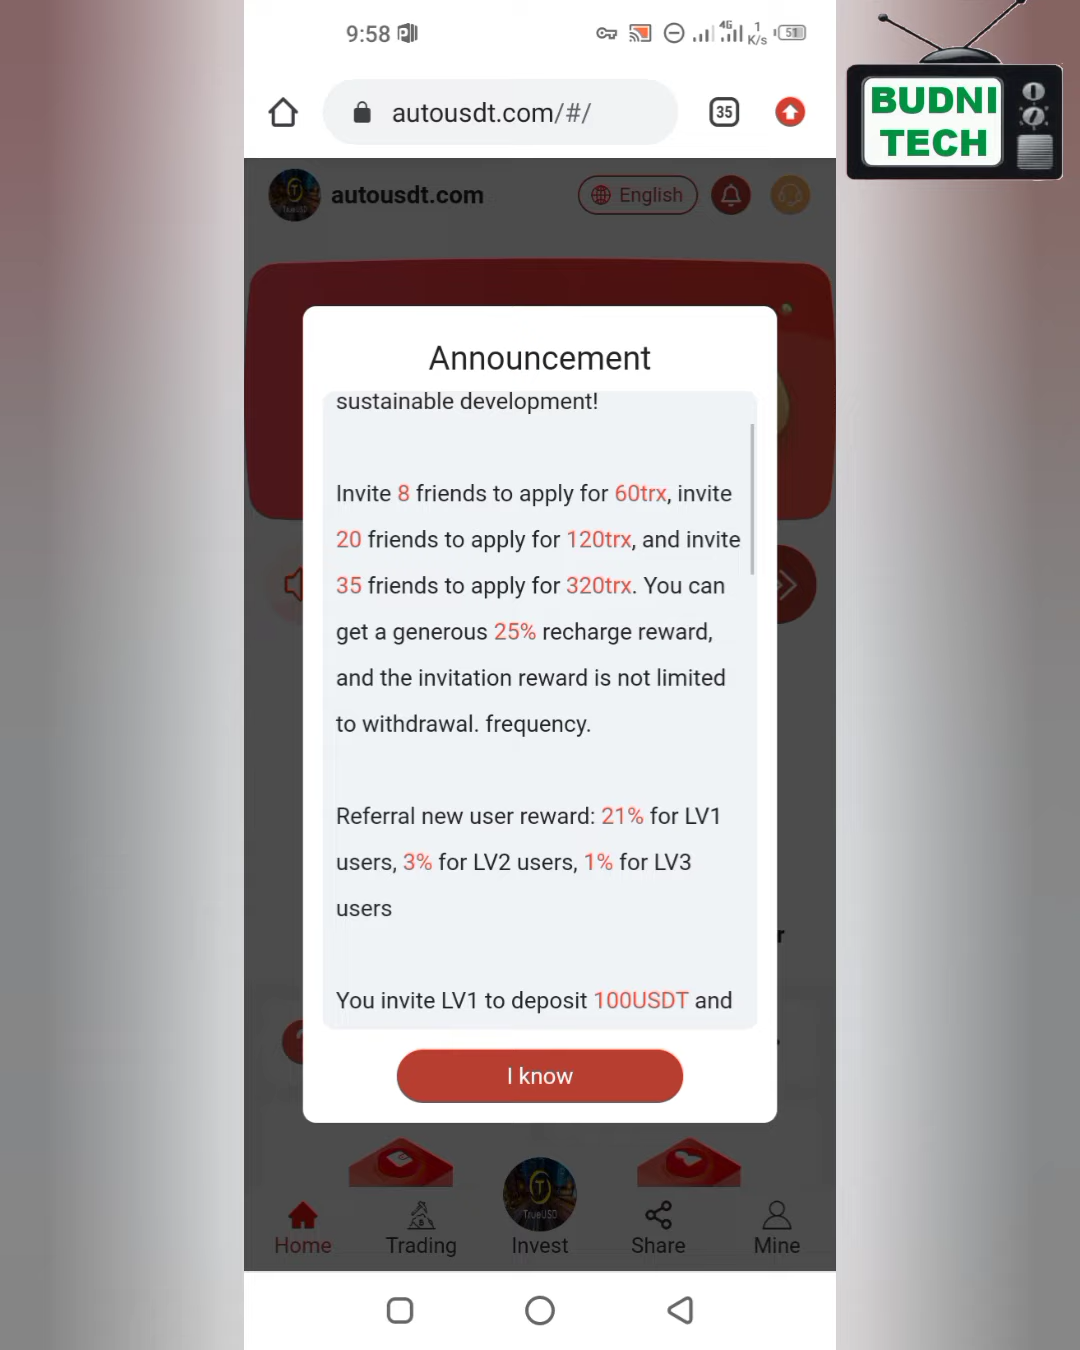 9:58
4G
1
K/s
51
BUDNI
TECH
autousdt.com/#/
35
autousdt.com
English
Announcement
sustainable development!
Invite 8 friends to apply for 60trx, invite
20 friends to apply for 120trx, and invite
35 friends to apply for 320trx. You can
get a generous 25% recharge reward,
and the invitation reward is not limited
to withdrawal. frequency.
Referral new user reward: 21% for LV1
users, 3% for LV2 users, 1% for LV3
users
r
You invite LV1 to deposit 100USDT and
I know
TrueUSD
Home
Trading
Invest
Share
Mine